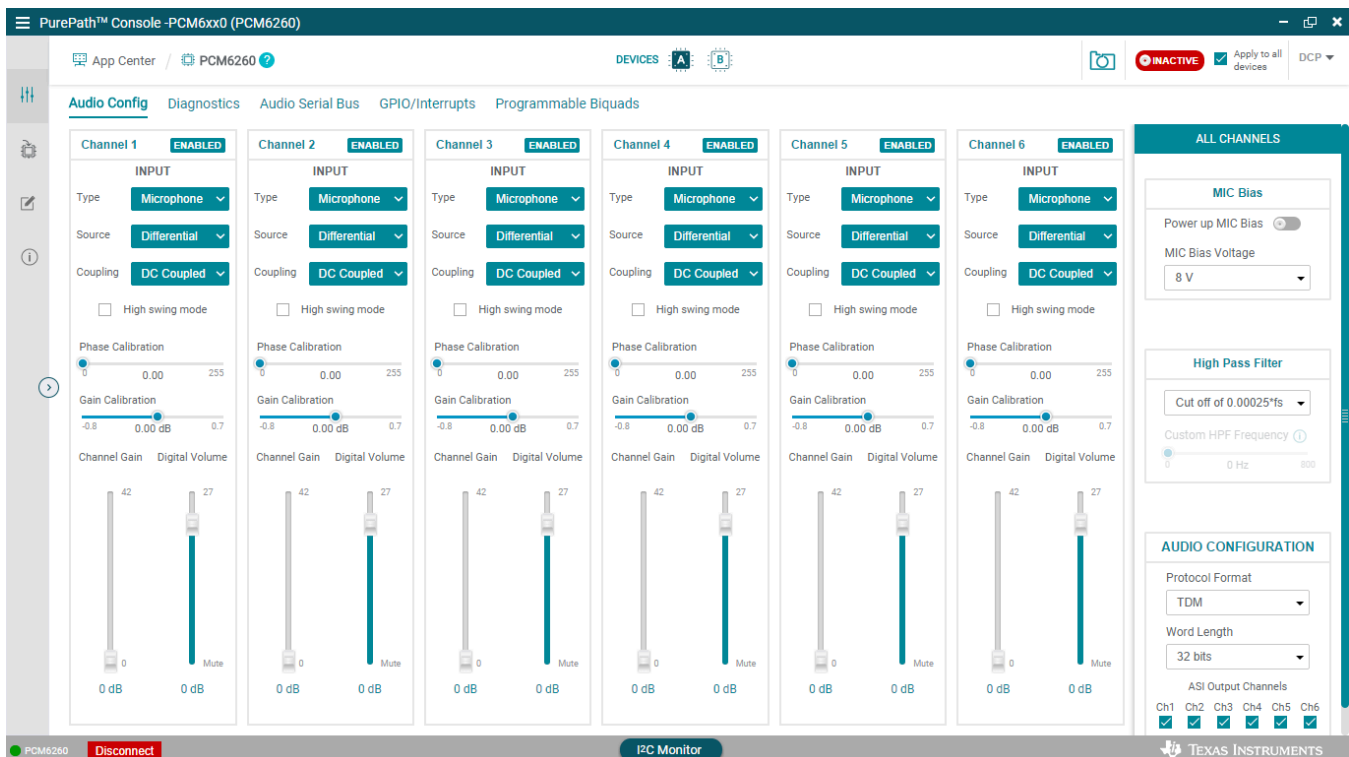 PurePath™ Console -PCM6xx0 (PCM6260)
App Center / PCM6260 ?
DEVICES A B
INACTIVE
Apply to all
devices
DCP
Audio Config Diagnostics Audio Serial Bus GPIO/Interrupts Programmable Biquads
Channel 1 ENABLED
INPUT
Type Microphone
Source Differential
Coupling DC Coupled
High swing mode
Phase Calibration
0 0.00 255
Gain Calibration
-0.8 0.00 dB 0.7
Channel Gain Digital Volume
42 27
0 Mute
0 dB 0 dB
Channel 2 ENABLED
INPUT
Type Microphone
Source Differential
Coupling DC Coupled
High swing mode
Phase Calibration
0 0.00 255
Gain Calibration
-0.8 0.00 dB 0.7
Channel Gain Digital Volume
42 27
0 Mute
0 dB 0 dB
Channel 3 ENABLED
INPUT
Type Microphone
Source Differential
Coupling DC Coupled
High swing mode
Phase Calibration
0 0.00 255
Gain Calibration
-0.8 0.00 dB 0.7
Channel Gain Digital Volume
42 27
0 Mute
0 dB 0 dB
Channel 4 ENABLED
INPUT
Type Microphone
Source Differential
Coupling DC Coupled
High swing mode
Phase Calibration
0 0.00 255
Gain Calibration
-0.8 0.00 dB 0.7
Channel Gain Digital Volume
42 27
0 Mute
0 dB 0 dB
Channel 5 ENABLED
INPUT
Type Microphone
Source Differential
Coupling DC Coupled
High swing mode
Phase Calibration
0 0.00 255
Gain Calibration
-0.8 0.00 dB 0.7
Channel Gain Digital Volume
42 27
0 Mute
0 dB 0 dB
Channel 6 ENABLED
INPUT
Type Microphone
Source Differential
Coupling DC Coupled
High swing mode
Phase Calibration
0 0.00 255
Gain Calibration
-0.8 0.00 dB 0.7
Channel Gain Digital Volume
42 27
0 Mute
0 dB 0 dB
ALL CHANNELS
MIC Bias
Power up MIC Bias
MIC Bias Voltage
8 V
High Pass Filter
Cut off of 0.00025*fs
Custom HPF Frequency i
0 0 Hz 800
AUDIO CONFIGURATION
Protocol Format
TDM
Word Length
32 bits
ASI Output Channels
Ch1 Ch2 Ch3 Ch4 Ch5 Ch6
PCM6260 Disconnect
I²C Monitor
TEXAS INSTRUMENTS